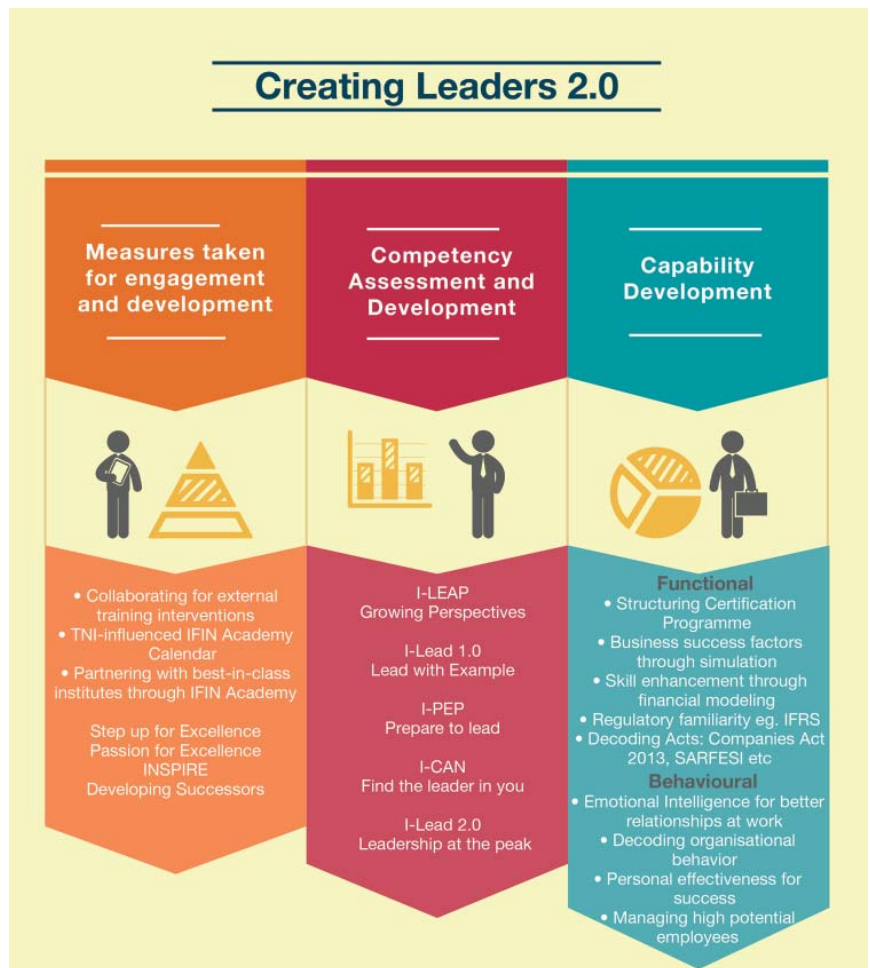 Creating Leaders 2.0
Measures taken
for engagement
and development
• Collaborating for external
training interventions
• TNI-influenced IFIN Academy
Calendar
• Partnering with best-in-class
institutes through IFIN Academy
Step up for Excellence
Passion for Excellence
INSPIRE
Developing Successors
Competency
Assessment and
Development
I-LEAP
Growing Perspectives
I-Lead 1.0
Lead with Example
I-PEP
Prepare to lead
I-CAN
Find the leader in you
I-Lead 2.0
Leadership at the peak
Capability
Development
Functional
• Structuring Certification
Programme
• Business success factors
through simulation
• Skill enhancement through
financial modeling
• Regulatory familiarity eg. IFRS
• Decoding Acts: Companies Act
2013, SARFESI etc
Behavioural
• Emotional Intelligence for better
relationships at work
• Decoding organisational
behavior
• Personal effectiveness for
success
• Managing high potential
employees